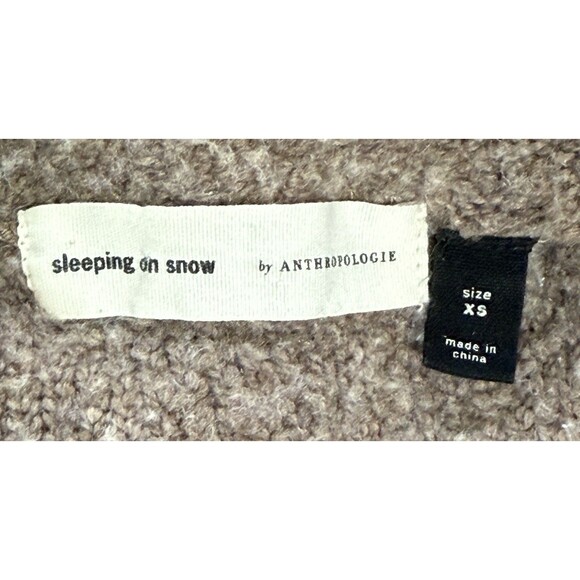 sleeping on snow by ANTHROPOLOGIE
size
XS
made in
china